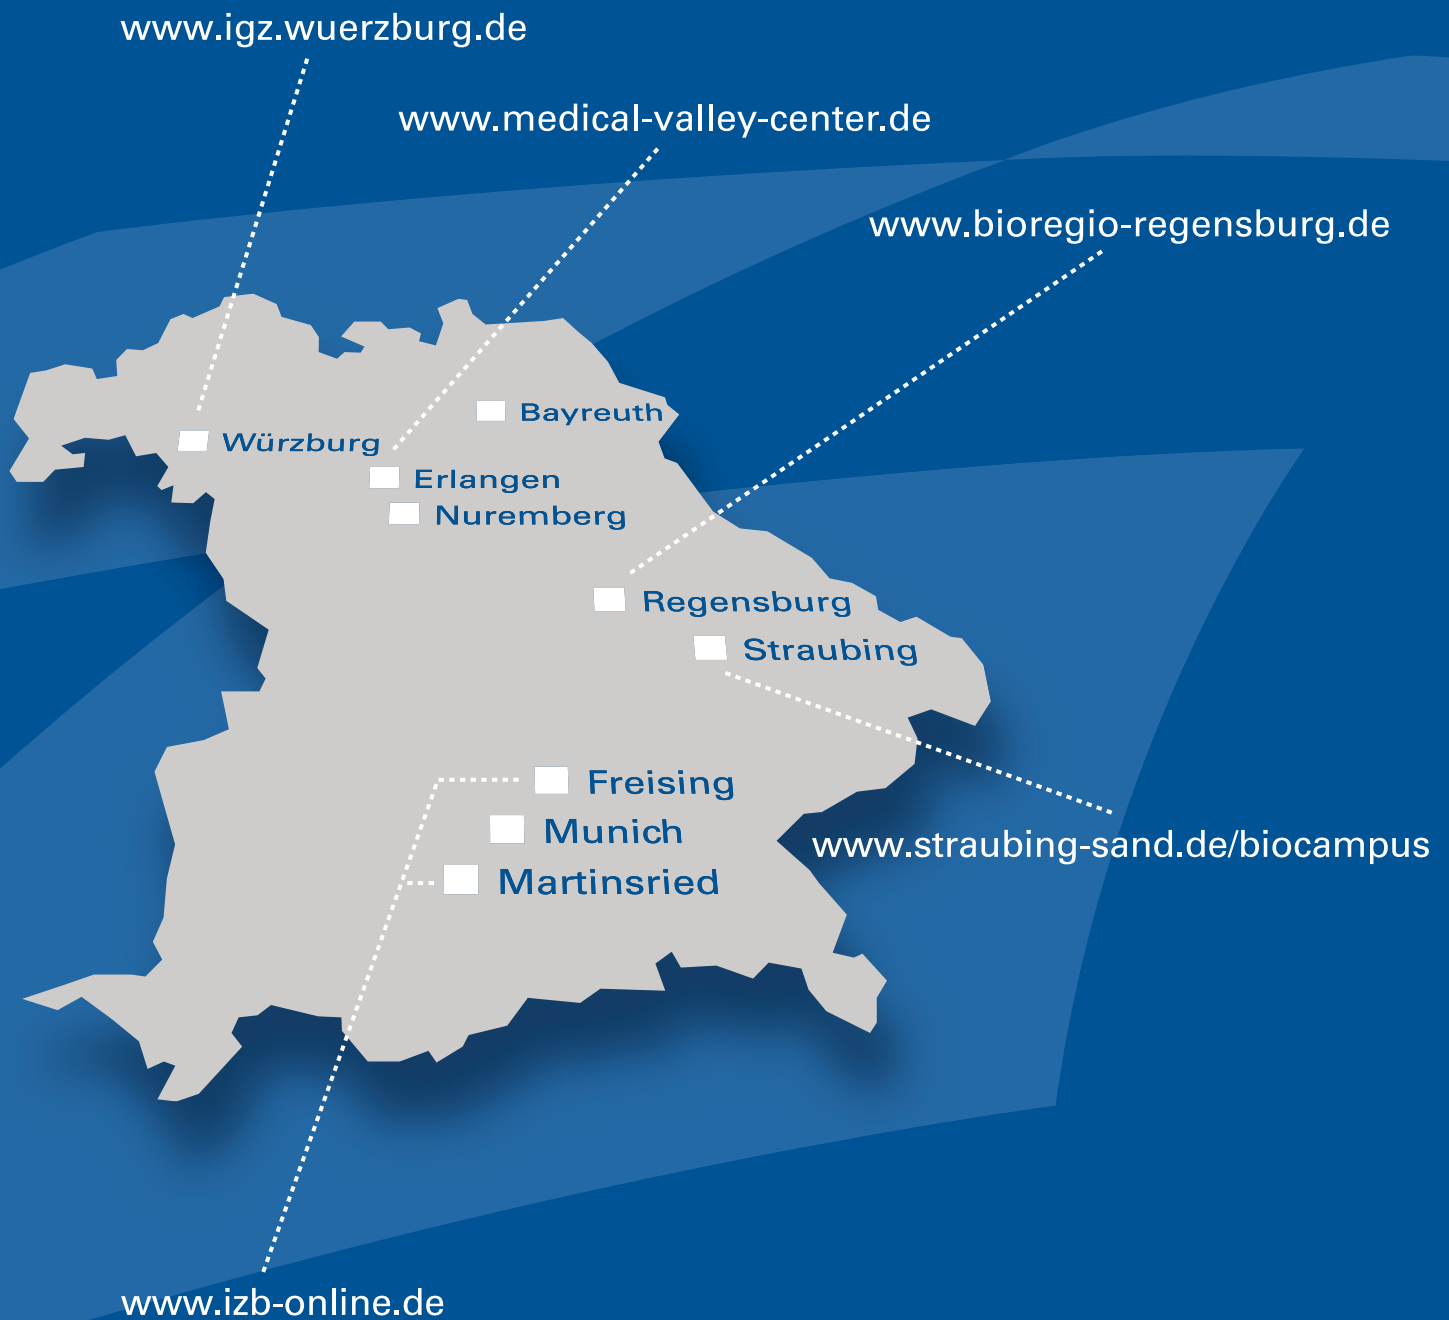 www.igz.wuerzburg.de
www.medical-valley-center.de
www.bioregio-regensburg.de
Bayreuth
Würzburg
Erlangen
Nuremberg
Regensburg
Straubing
Freising
Munich
www.straubing-sand.de/biocampus
Martinsried
www.izb-online.de